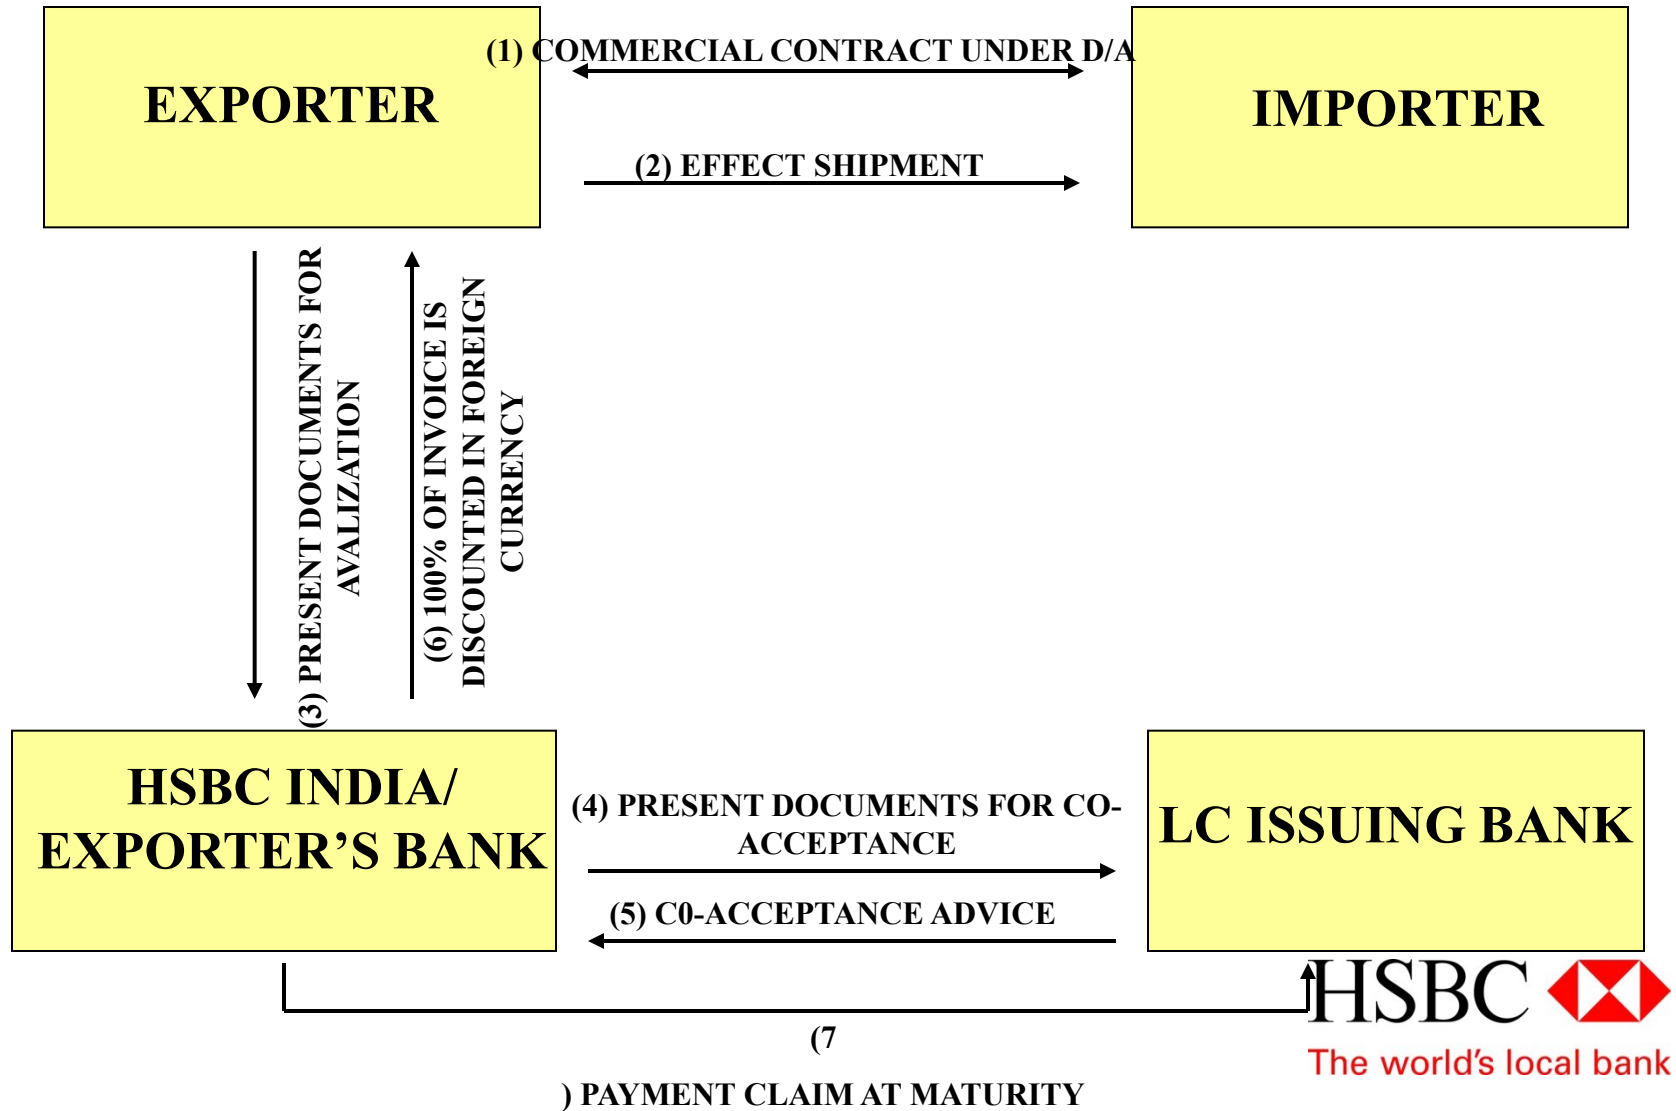 (1) COMMERCIAL CONTRACT UNDER D/A
EXPORTER
IMPORTER
(2) EFFECT SHIPMENT
(3) PRESENT DOCUMENTS FOR
AVALIZATION
(6) 100% OF INVOICE IS
DISCOUNTED IN FOREIGN
CURRENCY
HSBC INDIA/
EXPORTER’S BANK
(4) PRESENT DOCUMENTS FOR CO-
ACCEPTANCE
LC ISSUING BANK
(5) C0-ACCEPTANCE ADVICE
HSBC
The world's local bank
(7
) PAYMENT CLAIM AT MATURITY